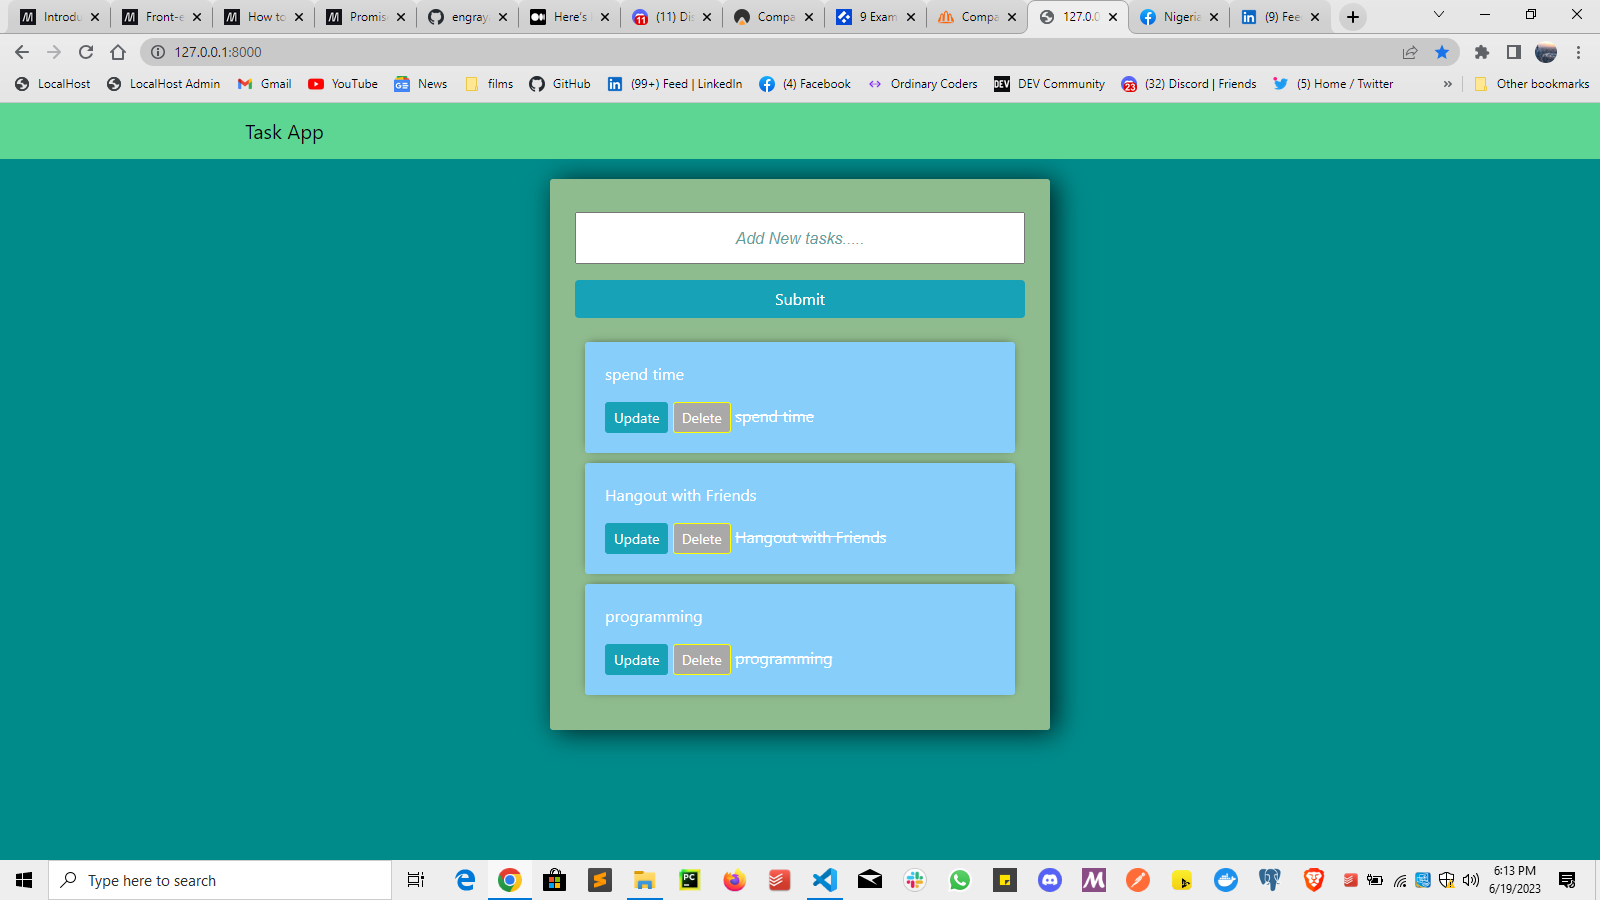 Introdu
Front-e
How to
Promis
engray
Here's
(11) Dis
Compa
9 Exam
Compa
127.0.0
Nigeria
(9) Fee
127.0.0.1:8000
LocalHost
LocalHost Admin
Gmail
YouTube
News
films
GitHub
(99+) Feed | LinkedIn
(4) Facebook
Ordinary Coders
DEV Community
(32) Discord | Friends
(5) Home / Twitter
»
Other bookmarks
Task App
Add New tasks.....
Submit
spend time
Update Delete spend time
Hangout with Friends
Update Delete Hangout with Friends
programming
Update Delete programming
Type here to search
6:13 PM
6/19/2023